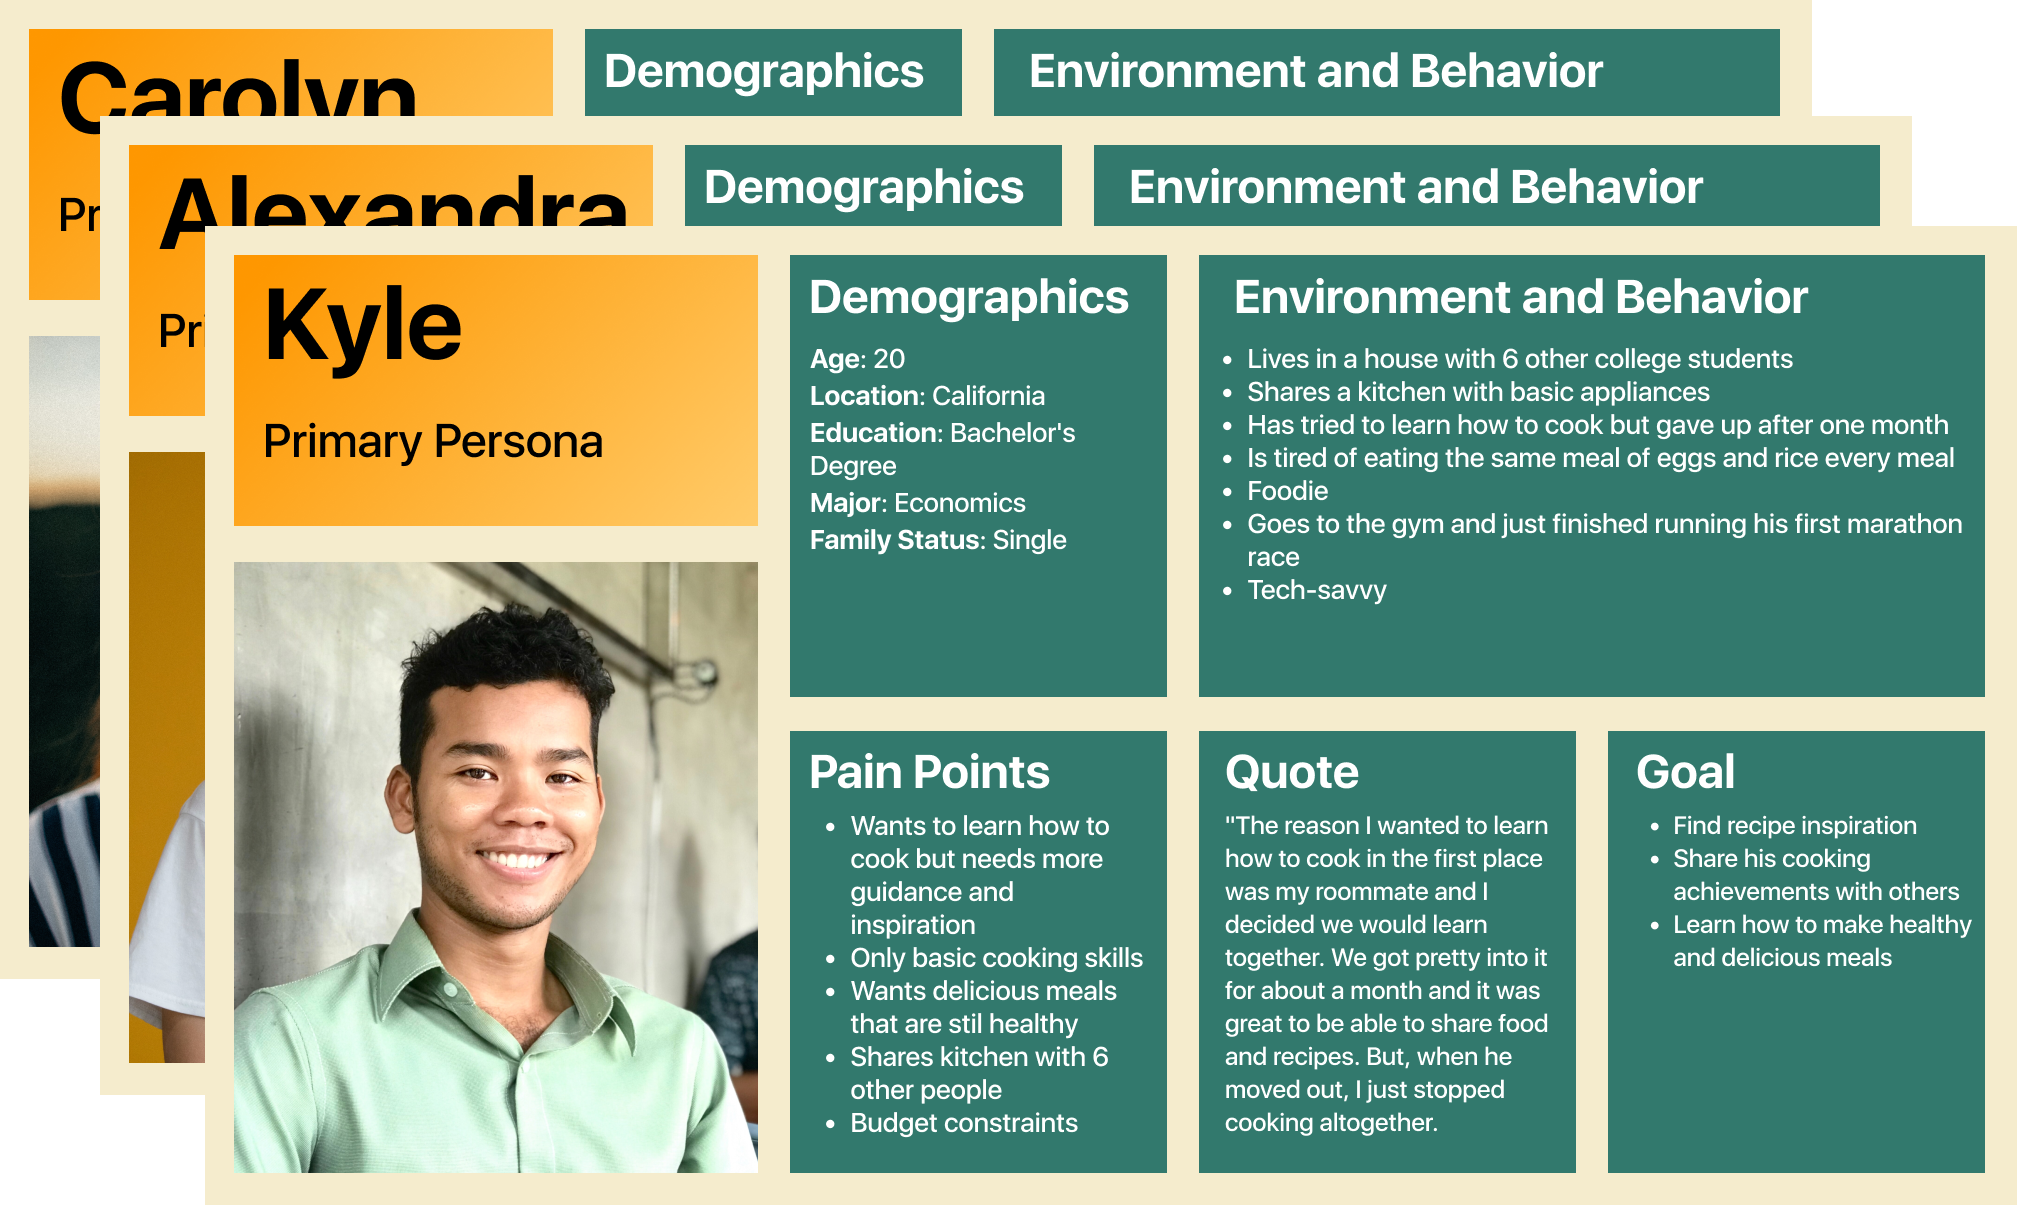 Carolyn
Demographics
Environment and Behavior
Pr
Alexandra
Demographics
Environment and Behavior
Pri
Kyle
Primary Persona
Demographics
Age: 20
Location: California
Education: Bachelor's
Degree
Major: Economics
Family Status: Single
Environment and Behavior
• Lives in a house with 6 other college students
• Shares a kitchen with basic appliances
• Has tried to learn how to cook but gave up after one month
• Is tired of eating the same meal of eggs and rice every meal
• Foodie
• Goes to the gym and just finished running his first marathon
race
• Tech-savvy
Pain Points
• Wants to learn how to
cook but needs more
guidance and
inspiration
• Only basic cooking skills
• Wants delicious meals
that are stil healthy
• Shares kitchen with 6
other people
• Budget constraints
Quote
"The reason I wanted to learn
how to cook in the first place
was my roommate and I
decided we would learn
together. We got pretty into it
for about a month and it was
great to be able to share food
and recipes. But, when he
moved out, I just stopped
cooking altogether.
Goal
• Find recipe inspiration
• Share his cooking
achievements with others
• Learn how to make healthy
and delicious meals